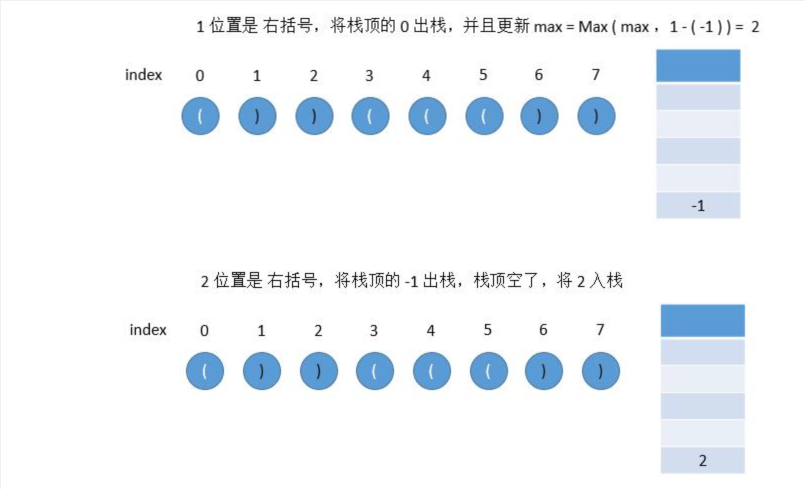 1 位置是 右括号，将栈顶的 0 出栈，并且更新 max = Max ( max ，1 - ( -1 ) ) = 2
index 0 1 2 3 4 5 6 7
( ) ) ( ( ( ) )
-1
2 位置是 右括号，将栈顶的 -1 出栈，栈顶空了，将 2 入栈
index 0 1 2 3 4 5 6 7
( ) ) ( ( ( ) )
2